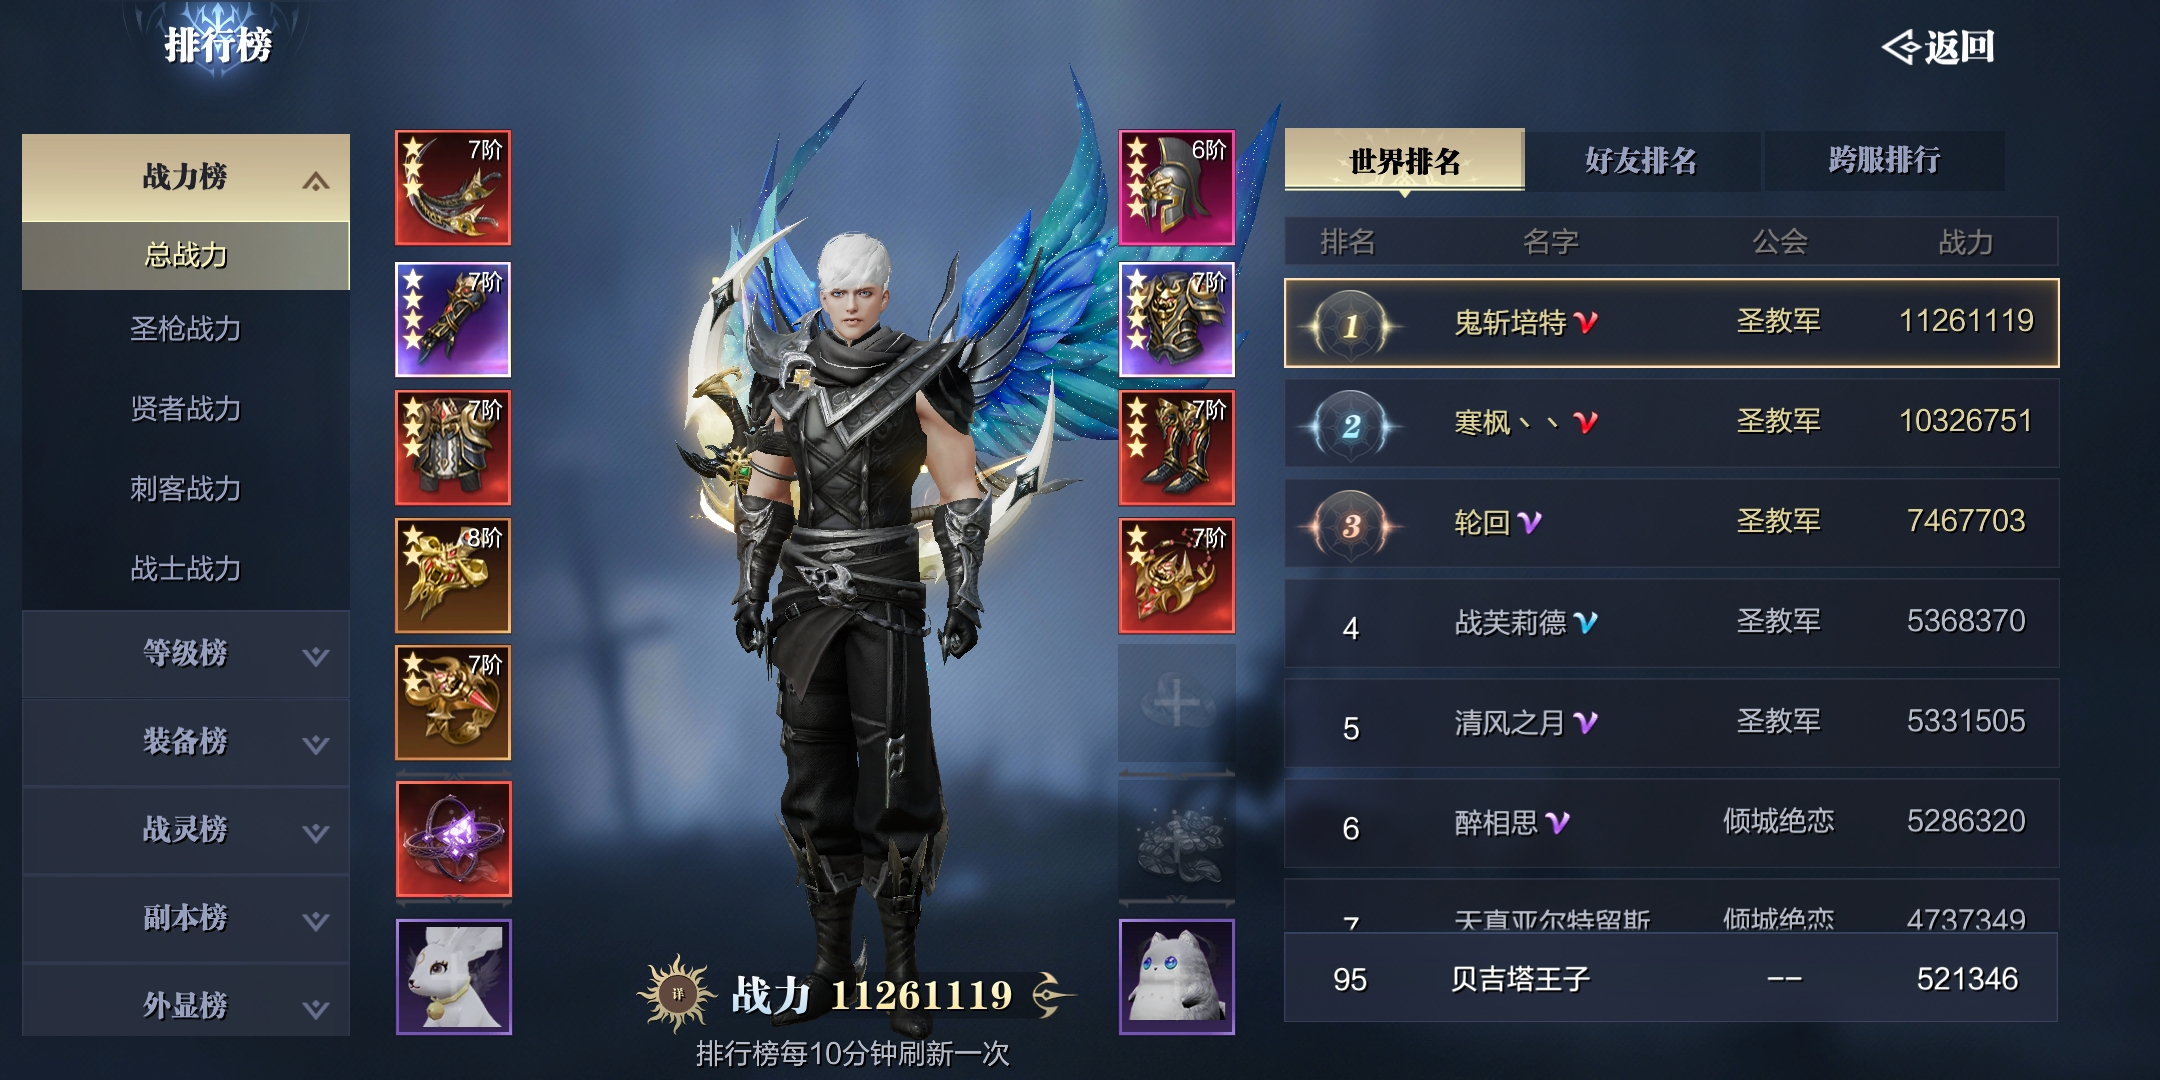 排行榜
返回
战力榜
总战力
圣枪战力
贤者战力
刺客战力
战士战力
等级榜
装备榜
战灵榜
副本榜
外显榜
7阶
7阶
7阶
8阶
7阶
6阶
7阶
7阶
7阶
详 战力 11261119
排行榜每10分钟刷新一次
世界排名 好友排名 跨服排行
排名 名字 公会 战力
1 鬼斩培特 圣教军 11261119
2 寒枫丶丶 圣教军 10326751
3 轮回 圣教军 7467703
4 战芙莉德 圣教军 5368370
5 清风之月 圣教军 5331505
6 醉相思 倾城绝恋 5286320
7 天真亚尔特留斯 倾城绝恋 4737349
95 贝吉塔王子 -- 521346